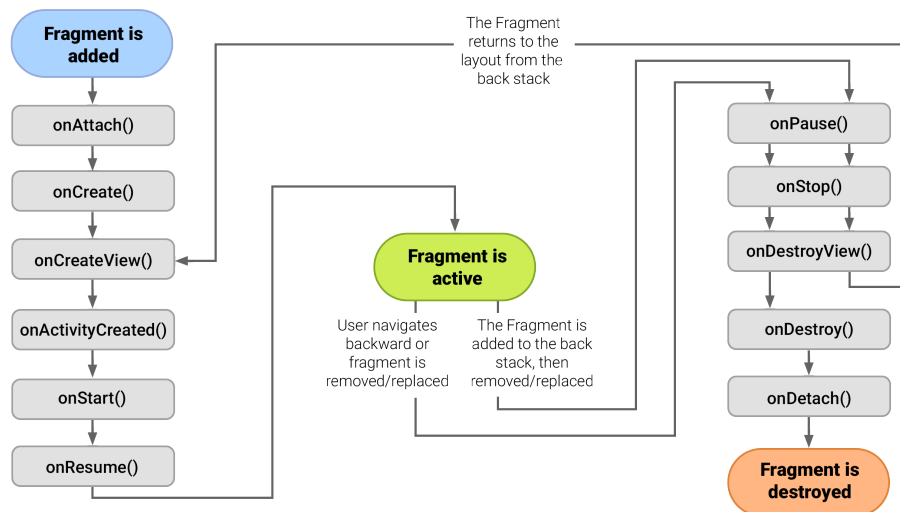 Fragment is
added
onAttach()
onCreate()
onCreateView()
onActivityCreated()
onStart()
onResume()
The Fragment
returns to the
layout from the
back stack
Fragment is
active
User navigates
backward or
fragment is
removed/replaced
The Fragment is
added to the back
stack, then
removed/replaced
onPause()
onStop()
onDestroyView()
onDestroy()
onDetach()
Fragment is
destroyed